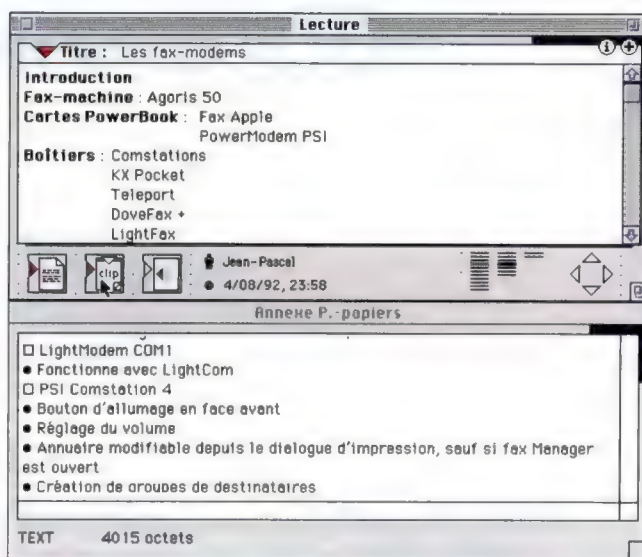 Lecture
Titre : Les fax-modems
Introduction
Fax-machine : Agoris 50
Cartes PowerBook : Fax Apple
PowerModem PSI
Boîtiers : Comstations
KX Pocket
Teleport
DoveFax +
LightFax
clip
Jean-Pascal
4/08/92, 23:58
Annexe P.-papiers
□ LightModem COM1
● Fonctionne avec LightCom
□ PSI Comstation 4
● Bouton d'allumage en face avant
● Réglage du volume
● Annuaire modifiable depuis le dialogue d'impression, sauf si fax Manager
est ouvert
● Création de groupes de destinataires
TEXT 4015 octets